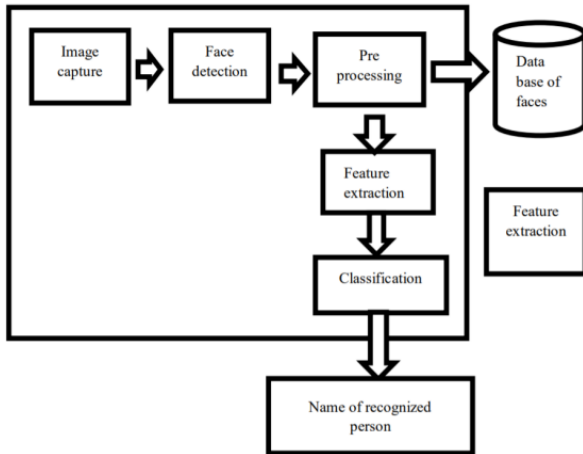 Image
capture
Face
detection
Pre
processing
Data
base of
faces
Feature
extraction
Feature
extraction
Classification
Name of recognized
person